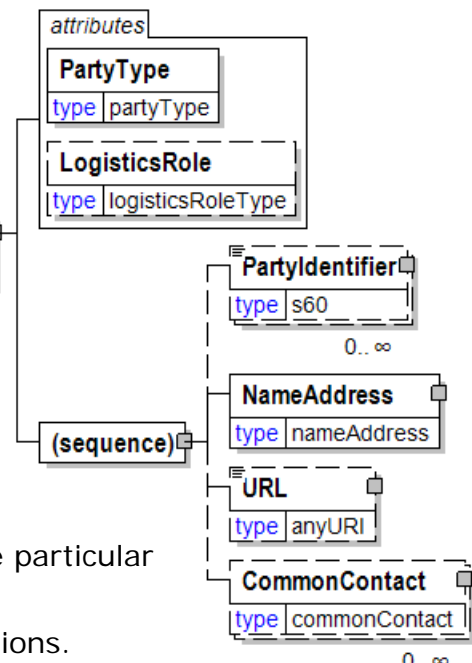 attributes
PartyType
type partyType
LogisticsRole
type logisticsRoleType
PartyIdentifier
type s60
0.. ∞
NameAddress
type nameAddress
(sequence)
URL
type anyURI
particular
CommonContact
type commonContact
ions.
0.. ∞